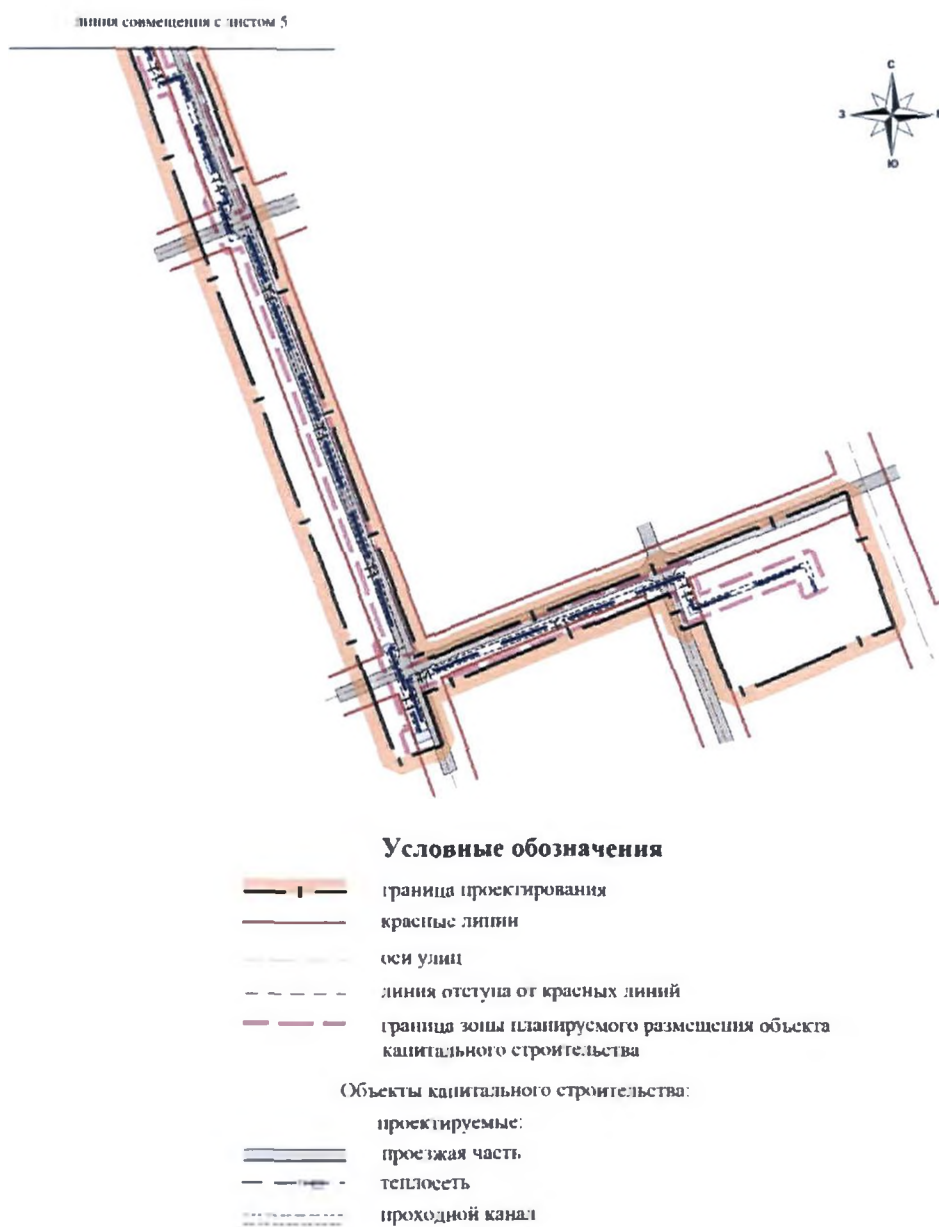 линия совмещения с листом 5
С
З
В
Ю
Условные обозначения
граница проектирования
красные линии
оси улиц
линия отступа от красных линий
граница зоны планируемого размещения объекта
капитального строительства
Объекты капитального строительства:
проектируемые:
проезжая часть
теплосеть
проходной канал